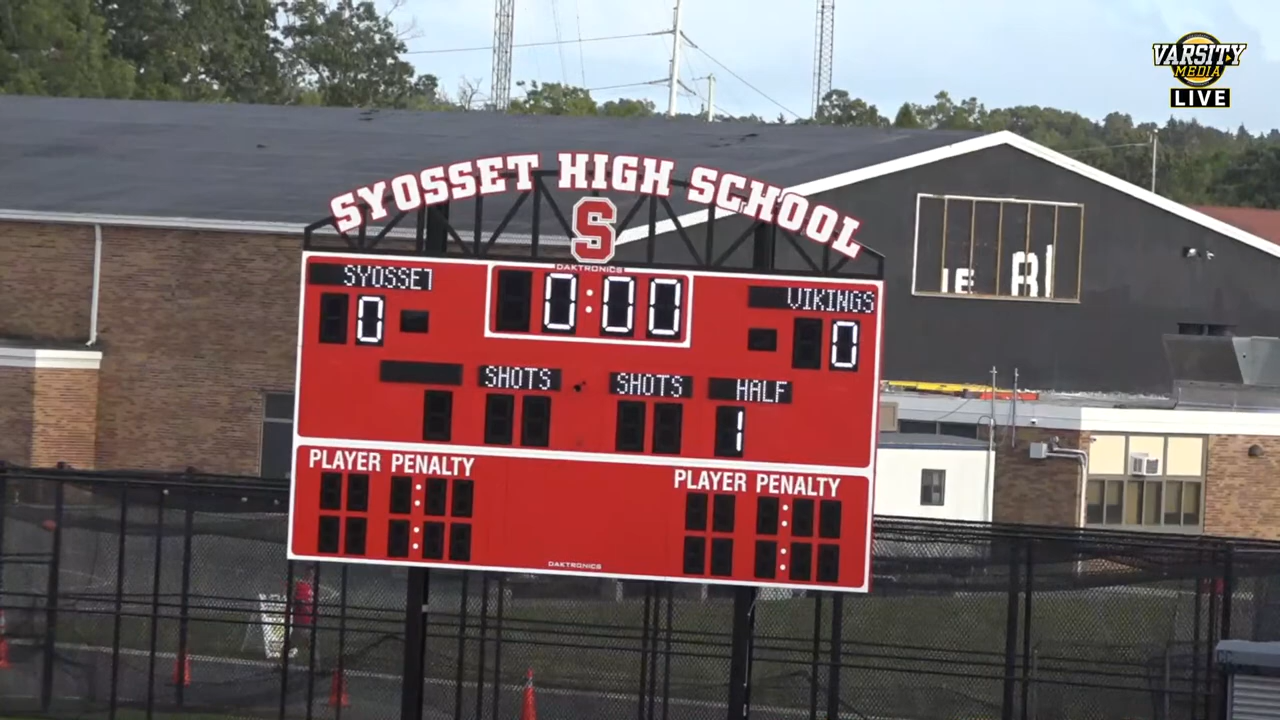 VARSITY
MEDIA
LIVE
SYOSSET HIGH SCHOOL
S
DAKTRONICS
SYOSSET 0:00 VIKINGS
0 0
SHOTS SHOTS HALF
1
PLAYER PENALTY PLAYER PENALTY
DAKTRONICS